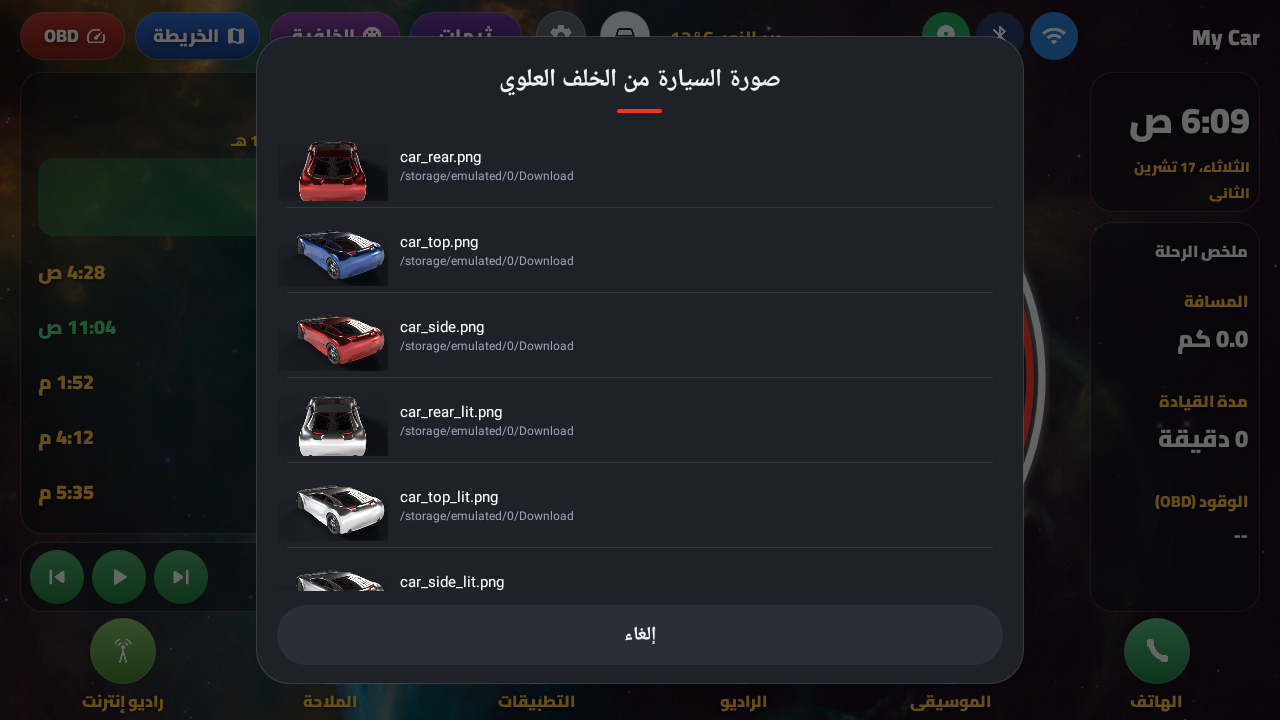 My Car
OBD
الخريطة
الخلفية
ثيمات
6:09 ص
الثلاثاء، 17 تشرين
الثاني
ملخص الرحلة
المسافة
0.0 كم
مدة القيادة
0 دقيقة
الوقود (OBD)
--
صورة السيارة من الخلف العلوي
car_rear.png
/storage/emulated/0/Download
car_top.png
/storage/emulated/0/Download
car_side.png
/storage/emulated/0/Download
car_rear_lit.png
/storage/emulated/0/Download
car_top_lit.png
/storage/emulated/0/Download
car_side_lit.png
إلغاء
4:28 ص
11:04 ص
1:52 م
4:12 م
5:35 م
الهاتف
الموسيقى
الراديو
التطبيقات
الملاحة
راديو إنترنت